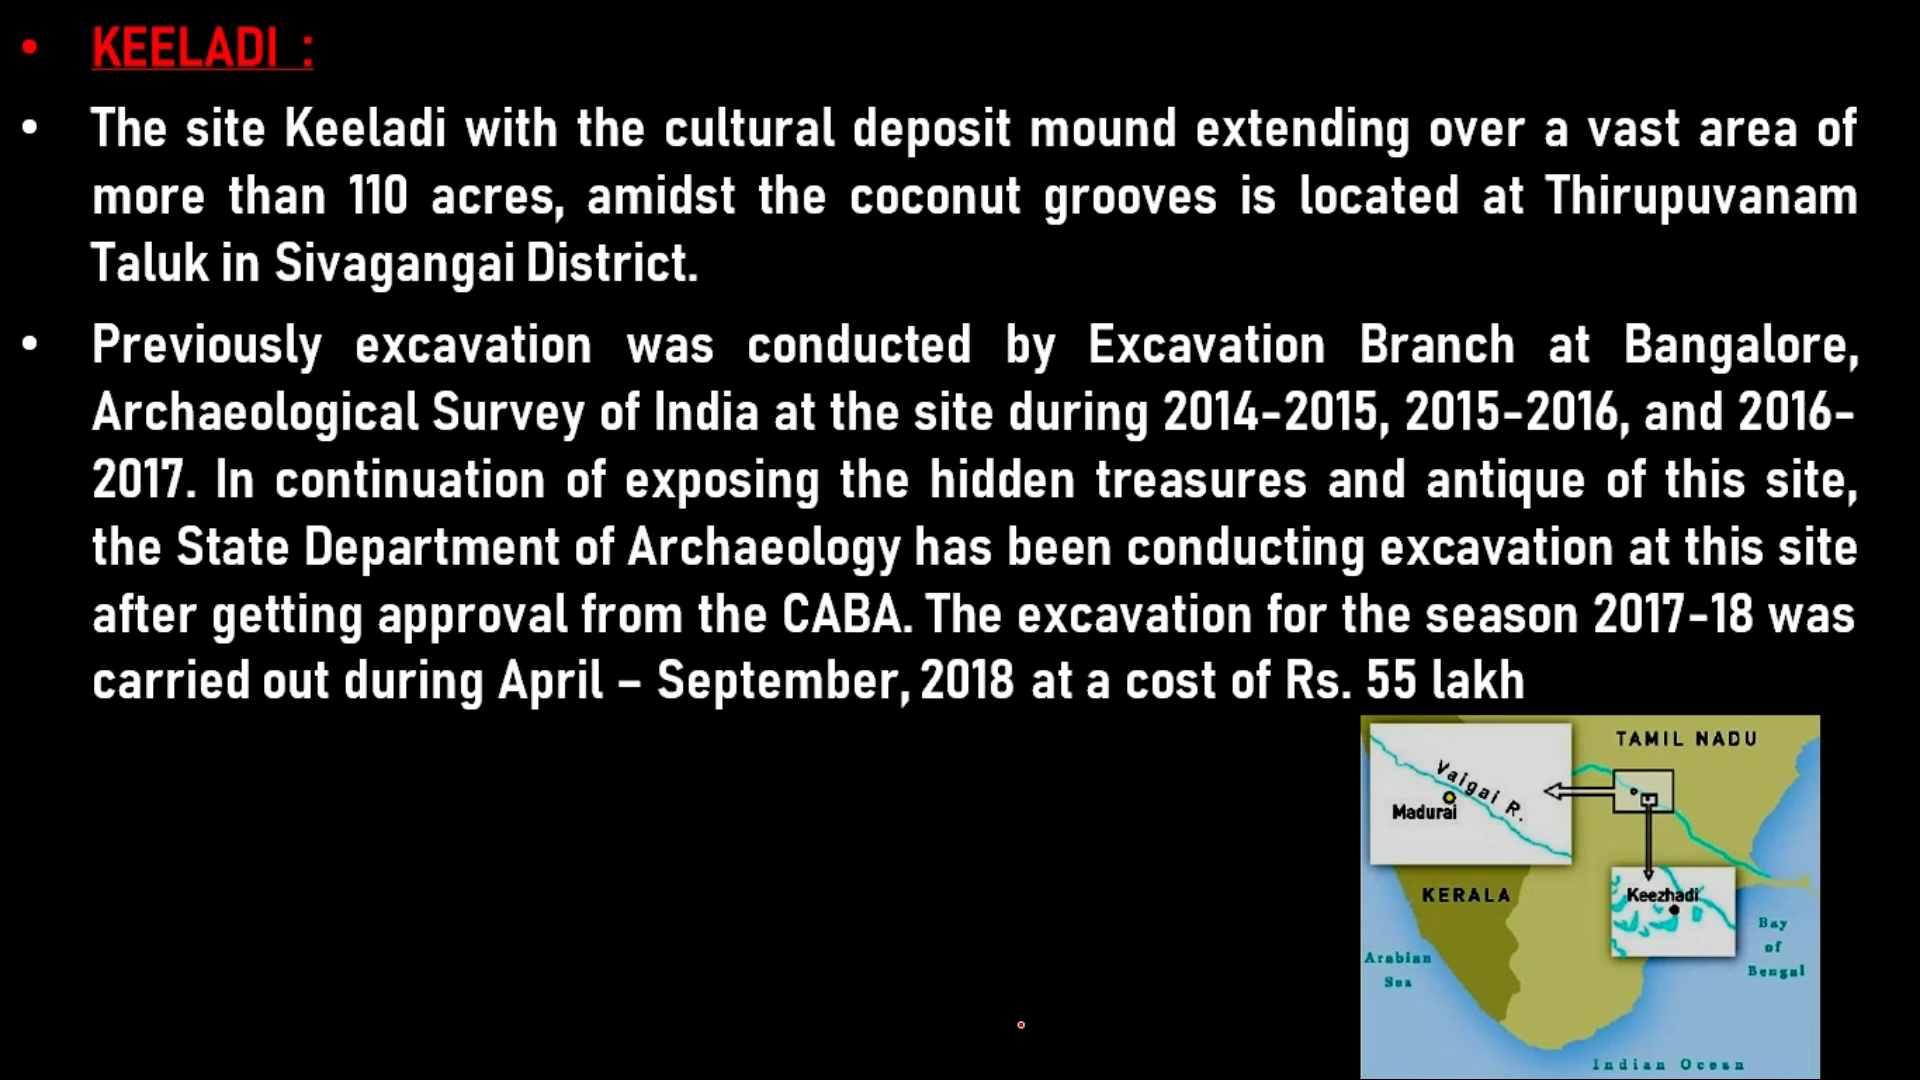 • KEELADI :
• The site Keeladi with the cultural deposit mound extending over a vast area of
more than 110 acres, amidst the coconut grooves is located at Thirupuvanam
Taluk in Sivagangai District.
• Previously excavation was conducted by Excavation Branch at Bangalore,
Archaeological Survey of India at the site during 2014-2015, 2015-2016, and 2016-
2017. In continuation of exposing the hidden treasures and antique of this site,
the State Department of Archaeology has been conducting excavation at this site
after getting approval from the CABA. The excavation for the season 2017-18 was
carried out during April – September, 2018 at a cost of Rs. 55 lakh
TAMIL NADU
Vaigai R.
Madurai
KERALA
Keezhadi
Bay
of
Bengal
Arabian
Sea
Indian Ocean